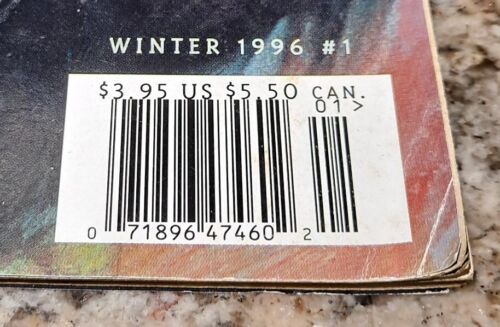 WINTER 1996 #1
$3.95 US $5.50 CAN.
01>
0 71896 47460 2